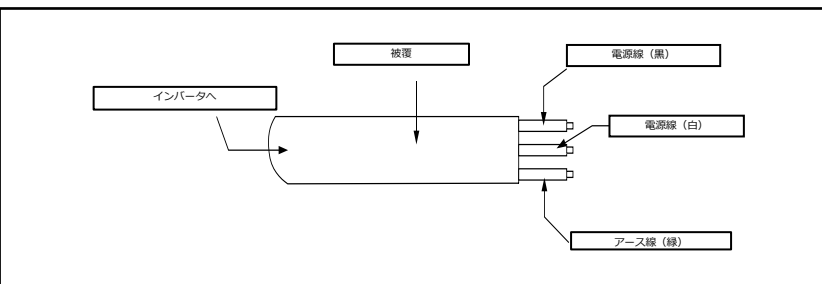 被覆
電源線（黒）
インバータへ
電源線（白）
アース線（緑）